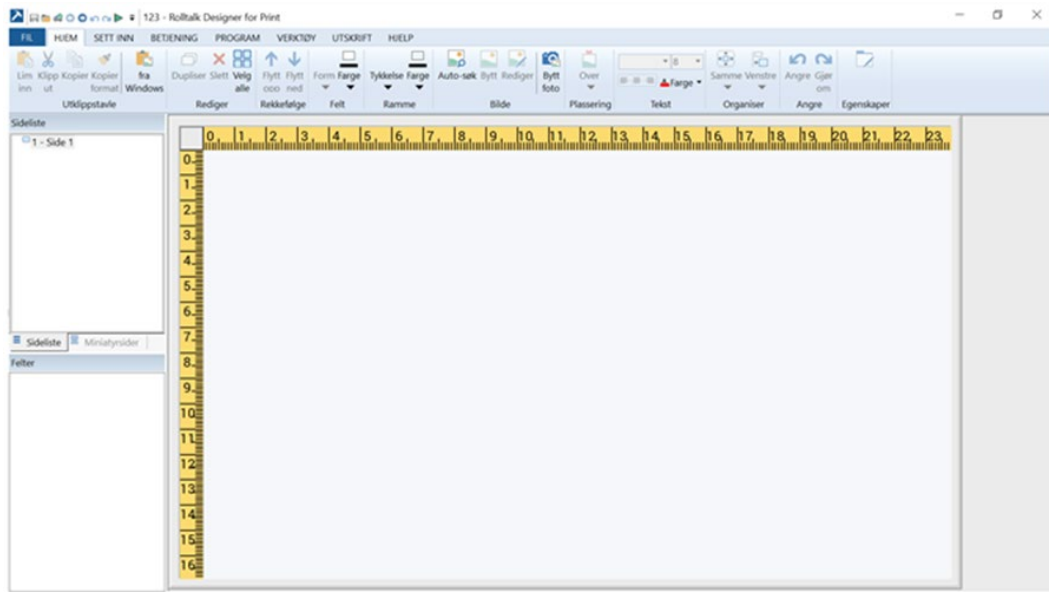 123 - Rolltalk Designer for Print
FIL HJEM SETT INN BETJENING PROGRAM VERKTØY UTSKRIFT HJELP
Lim inn Klipp ut Kopier Kopier format fra Windows
Dupliser Slett Velg alle
Flytt opp Flytt ned
Form Farge
Tykkelse Farge
Auto-søk Bytt Rediger Bytt foto
Over
8
Farge
Samme Venstre
Angre Gjør om
Utklippstavle Rediger Rekkefølge Felt Ramme Bilde Plassering Tekst Organiser Angre Egenskaper
Sideliste
1 - Side 1
Sideliste Miniatyrsider
Felter
0 1 2 3 4 5 6 7 8 9 10 11 12 13 14 15 16 17 18 19 20 21 22 23
0
1
2
3
4
5
6
7
8
9
10
11
12
13
14
15
16